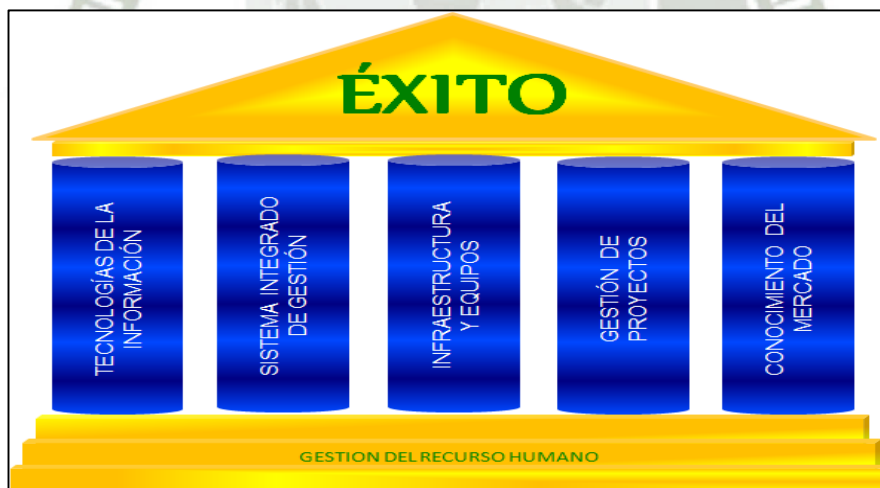 ÉXITO
TECNOLOGÍAS DE LA
INFORMACIÓN
SISTEMA INTEGRADO
DE GESTIÓN
INFRAESTRUCTURA
Y EQUIPOS
GESTIÓN DE
PROYECTOS
CONOCIMIENTO DEL
MERCADO
GESTION DEL RECURSO HUMANO